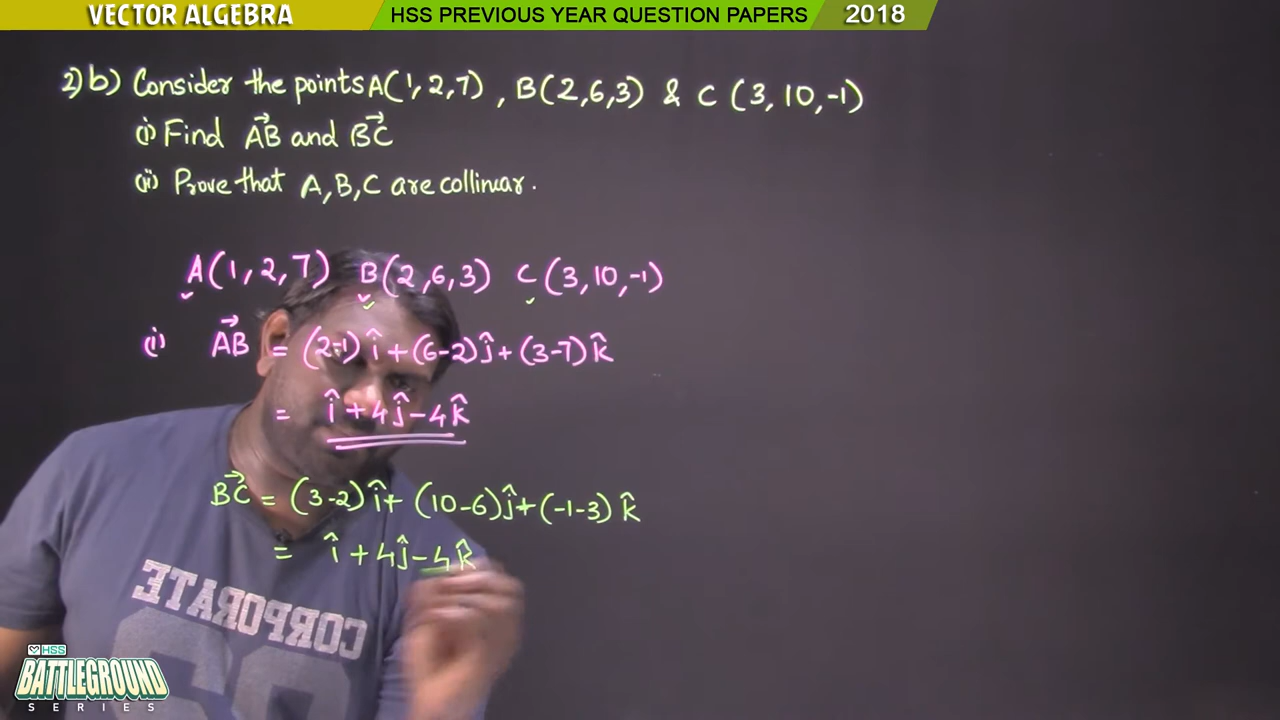 VECTOR ALGEBRA HSS PREVIOUS YEAR QUESTION PAPERS 2018
2) b) Consider the points A(1,2,7) , B(2,6,3) & C (3,10,-1)
(i) Find A⃗B⃗ and B⃗C⃗
(ii) Prove that A,B,C are collinear.
A(1,2,7) B(2,6,3) C(3,10,-1)
(i) A⃗B⃗ = (2-1)î + (6-2)ĵ + (3-7)k̂
= î + 4ĵ - 4k̂
B⃗C⃗ = (3-2)î + (10-6)ĵ + (-1-3)k̂
= î + 4ĵ - 4k̂
CORPORATE
HSS
BATTLEGROUND
SERIES